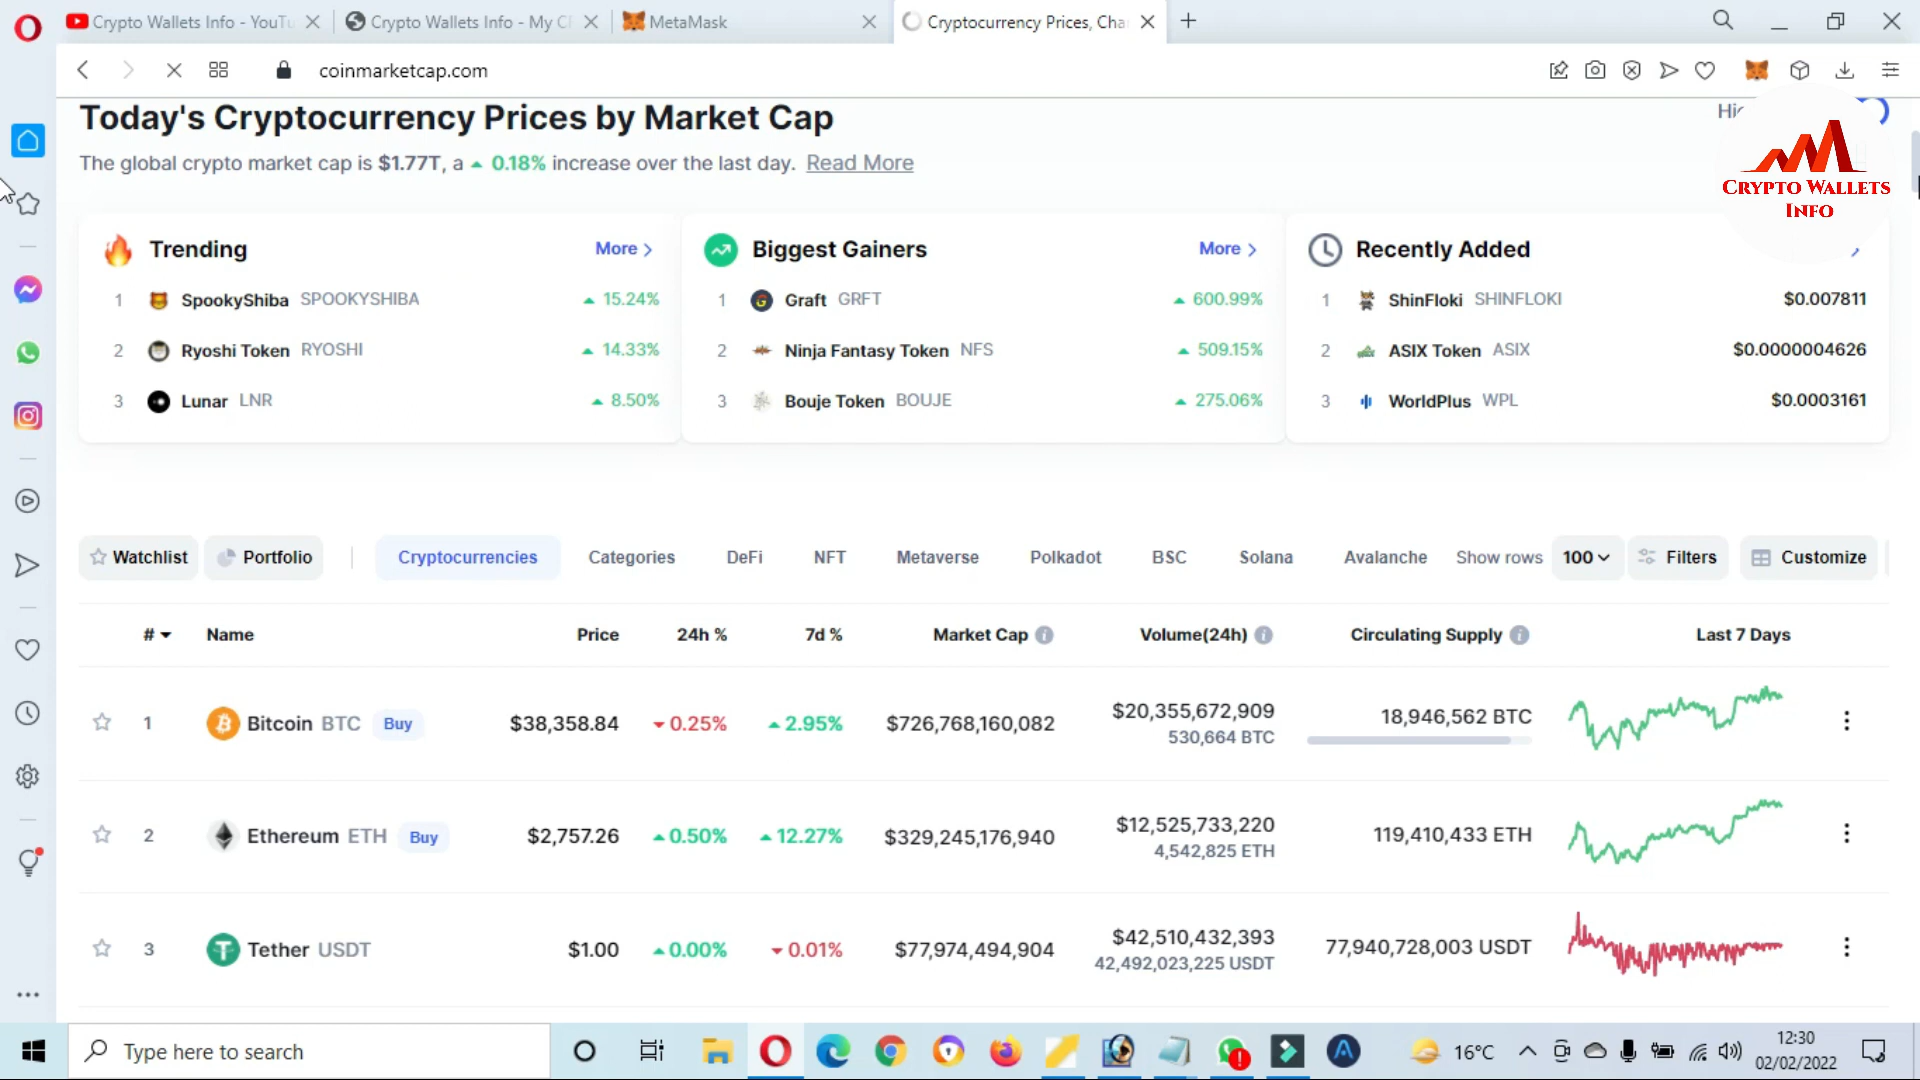 Crypto Wallets Info - YouTu
Crypto Wallets Info - My Cl
MetaMask
Cryptocurrency Prices, Cha
coinmarketcap.com
Today's Cryptocurrency Prices by Market Cap
The global crypto market cap is $1.77T, a 0.18% increase over the last day. Read More
CRYPTO WALLETS
INFO
Trending More
1 SpookyShiba SPOOKYSHIBA 15.24%
2 Ryoshi Token RYOSHI 14.33%
3 Lunar LNR 8.50%
Biggest Gainers More
1 Graft GRFT 600.99%
2 Ninja Fantasy Token NFS 509.15%
3 Bouje Token BOUJE 275.06%
Recently Added
1 ShinFloki SHINFLOKI $0.007811
2 ASIX Token ASIX $0.0000004626
3 WorldPlus WPL $0.0003161
Watchlist Portfolio Cryptocurrencies Categories DeFi NFT Metaverse Polkadot BSC Solana Avalanche Show rows 100 Filters Customize
# Name Price 24h % 7d % Market Cap Volume(24h) Circulating Supply Last 7 Days
1 Bitcoin BTC Buy $38,358.84 0.25% 2.95% $726,768,160,082 $20,355,672,909 18,946,562 BTC
530,664 BTC
2 Ethereum ETH Buy $2,757.26 0.50% 12.27% $329,245,176,940 $12,525,733,220 119,410,433 ETH
4,542,825 ETH
3 Tether USDT $1.00 0.00% 0.01% $77,974,494,904 $42,510,432,393 77,940,728,003 USDT
42,492,023,225 USDT
Type here to search
16°C
12:30
02/02/2022